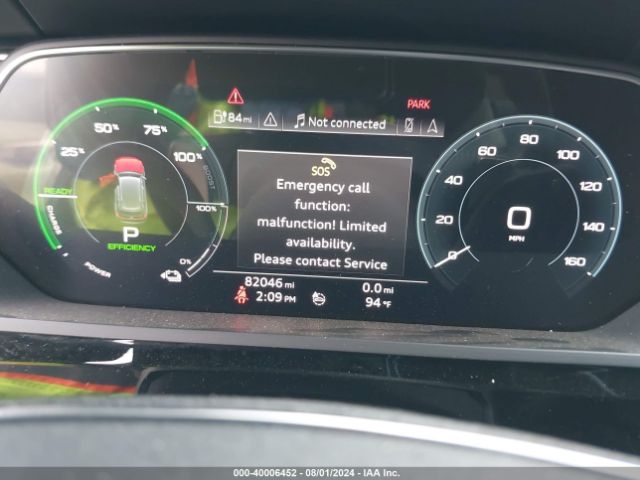 PARK
84mi
Not connected
50%
75%
25%
100%
BOOST
READY
100%
CHARGE
P
EFFICIENCY
0%
POWER
SOS
Emergency call
function:
malfunction! Limited
availability.
Please contact Service
82046 mi
0.0 mi
2:09 PM
94 °F
80
60
100
40
120
20
0
MPH
140
0
160
000-40006452 - 08/01/2024 - IAA Inc.